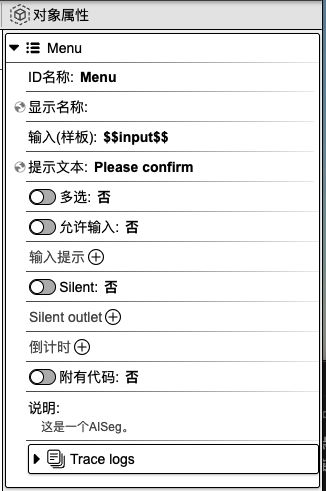 对象属性
Menu
ID名称: Menu
显示名称:
输入(样板): $$input$$
提示文本: Please confirm
多选: 否
允许输入: 否
输入提示
Silent: 否
Silent outlet
倒计时
附有代码: 否
说明:
这是一个AISeg。
Trace logs